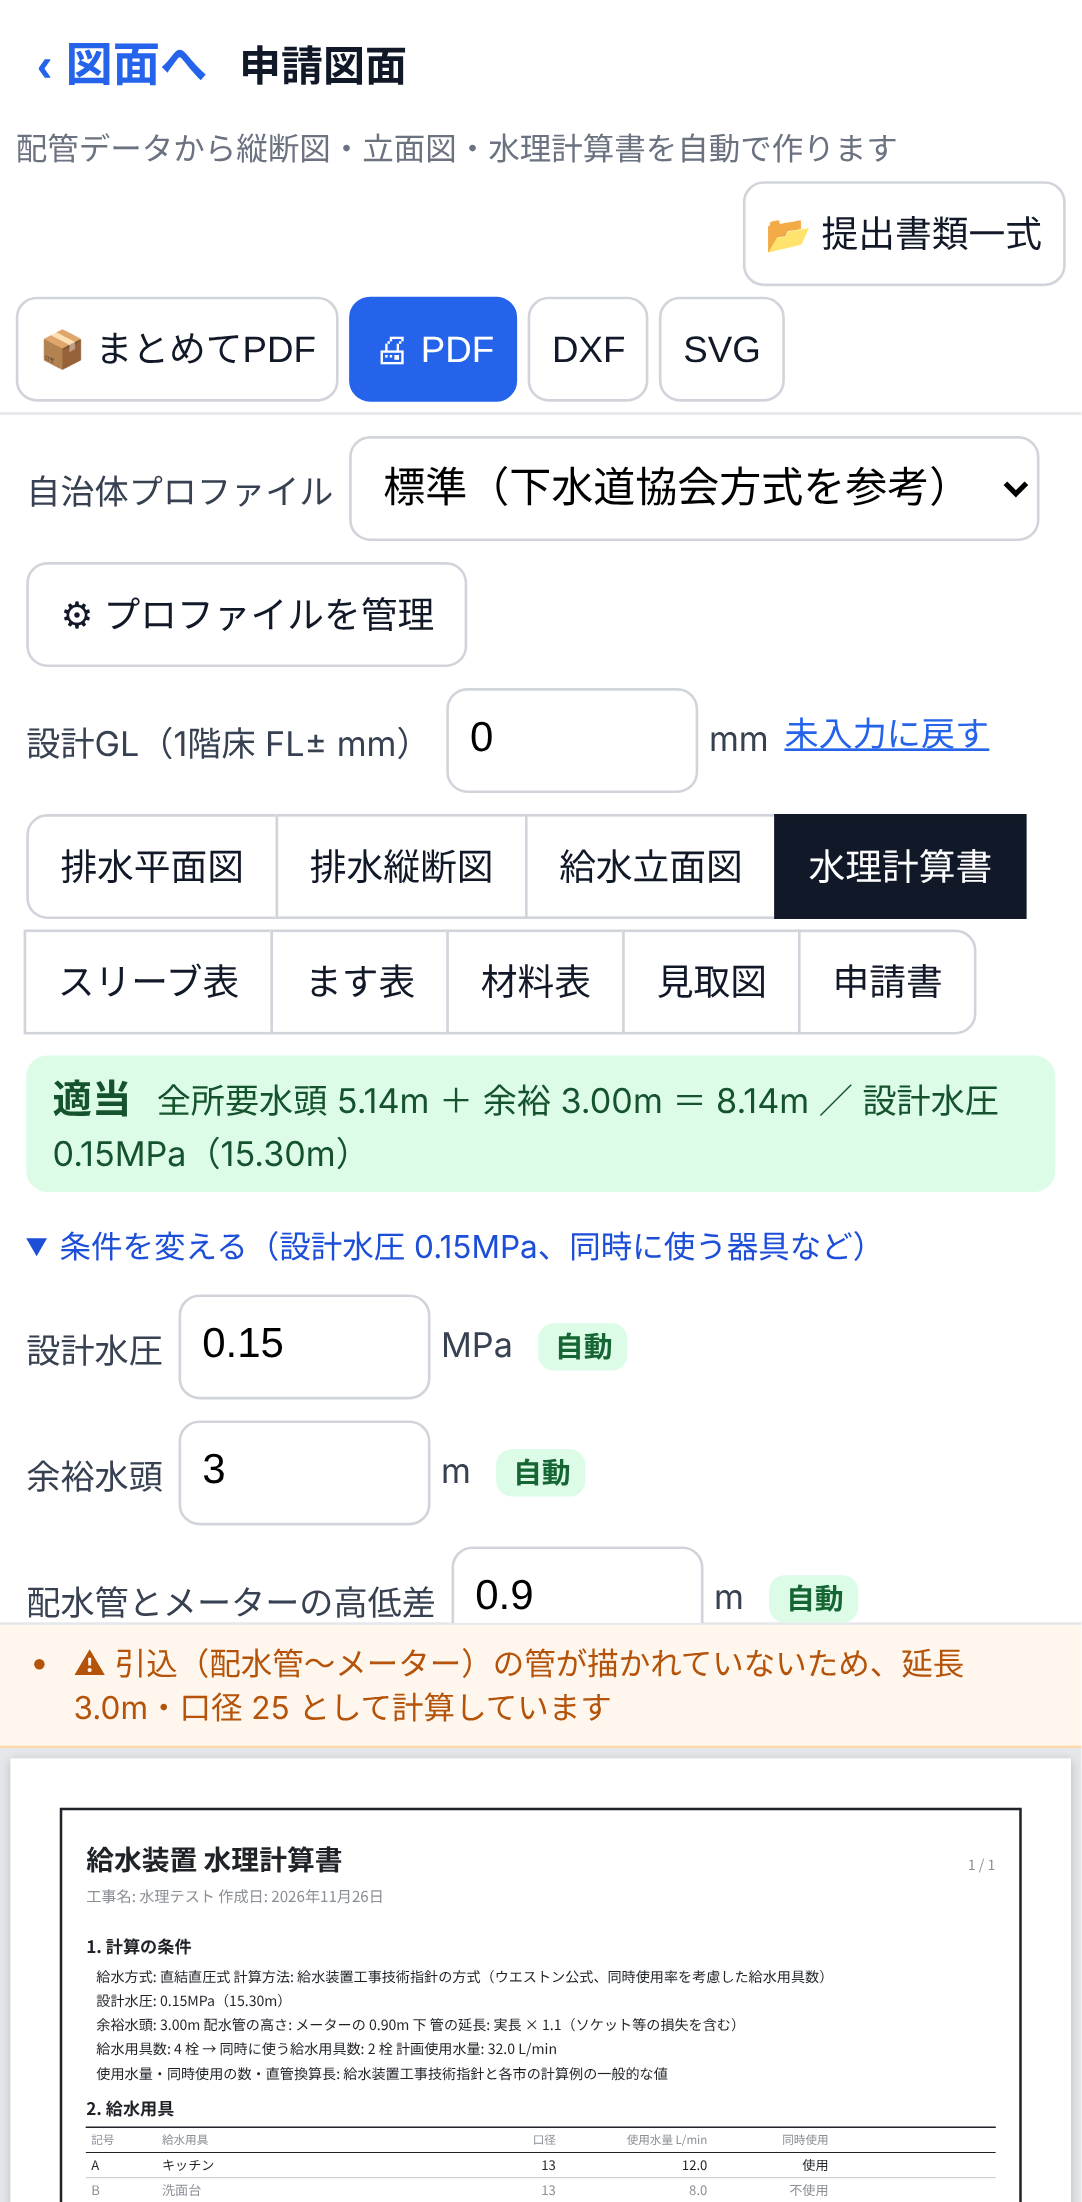 ‹ 図面へ 申請図面
配管データから縦断図・立面図・水理計算書を自動で作ります
📂 提出書類一式
📦 まとめてPDF 🖨 PDF DXF SVG
自治体プロファイル 標準（下水道協会方式を参考）
⚙ プロファイルを管理
設計GL（1階床 FL± mm） 0 mm 未入力に戻す
排水平面図 排水縦断図 給水立面図 水理計算書
スリーブ表 ます表 材料表 見取図 申請書
適当 全所要水頭 5.14m ＋ 余裕 3.00m ＝ 8.14m ／ 設計水圧
0.15MPa（15.30m）
▼ 条件を変える（設計水圧 0.15MPa、同時に使う器具など）
設計水圧 0.15 MPa 自動
余裕水頭 3 m 自動
配水管とメーターの高低差 0.9 m 自動
• ⚠ 引込（配水管〜メーター）の管が描かれていないため、延長
3.0m・口径 25 として計算しています
給水装置 水理計算書 1 / 1
工事名: 水理テスト 作成日: 2026年11月26日
1. 計算の条件
給水方式: 直結直圧式 計算方法: 給水装置工事技術指針の方式（ウエストン公式、同時使用率を考慮した給水用具数）
設計水圧: 0.15MPa（15.30m）
余裕水頭: 3.00m 配水管の高さ: メーターの 0.90m 下 管の延長: 実長 × 1.1（ソケット等の損失を含む）
給水用具数: 4 栓 → 同時に使う給水用具数: 2 栓 計画使用水量: 32.0 L/min
使用水量・同時使用の数・直管換算長: 給水装置工事技術指針と各市の計算例の一般的な値
2. 給水用具
記号 給水用具 口径 使用水量 L/min 同時使用
A キッチン 13 12.0 使用
B 洗面台 13 8.0 不使用